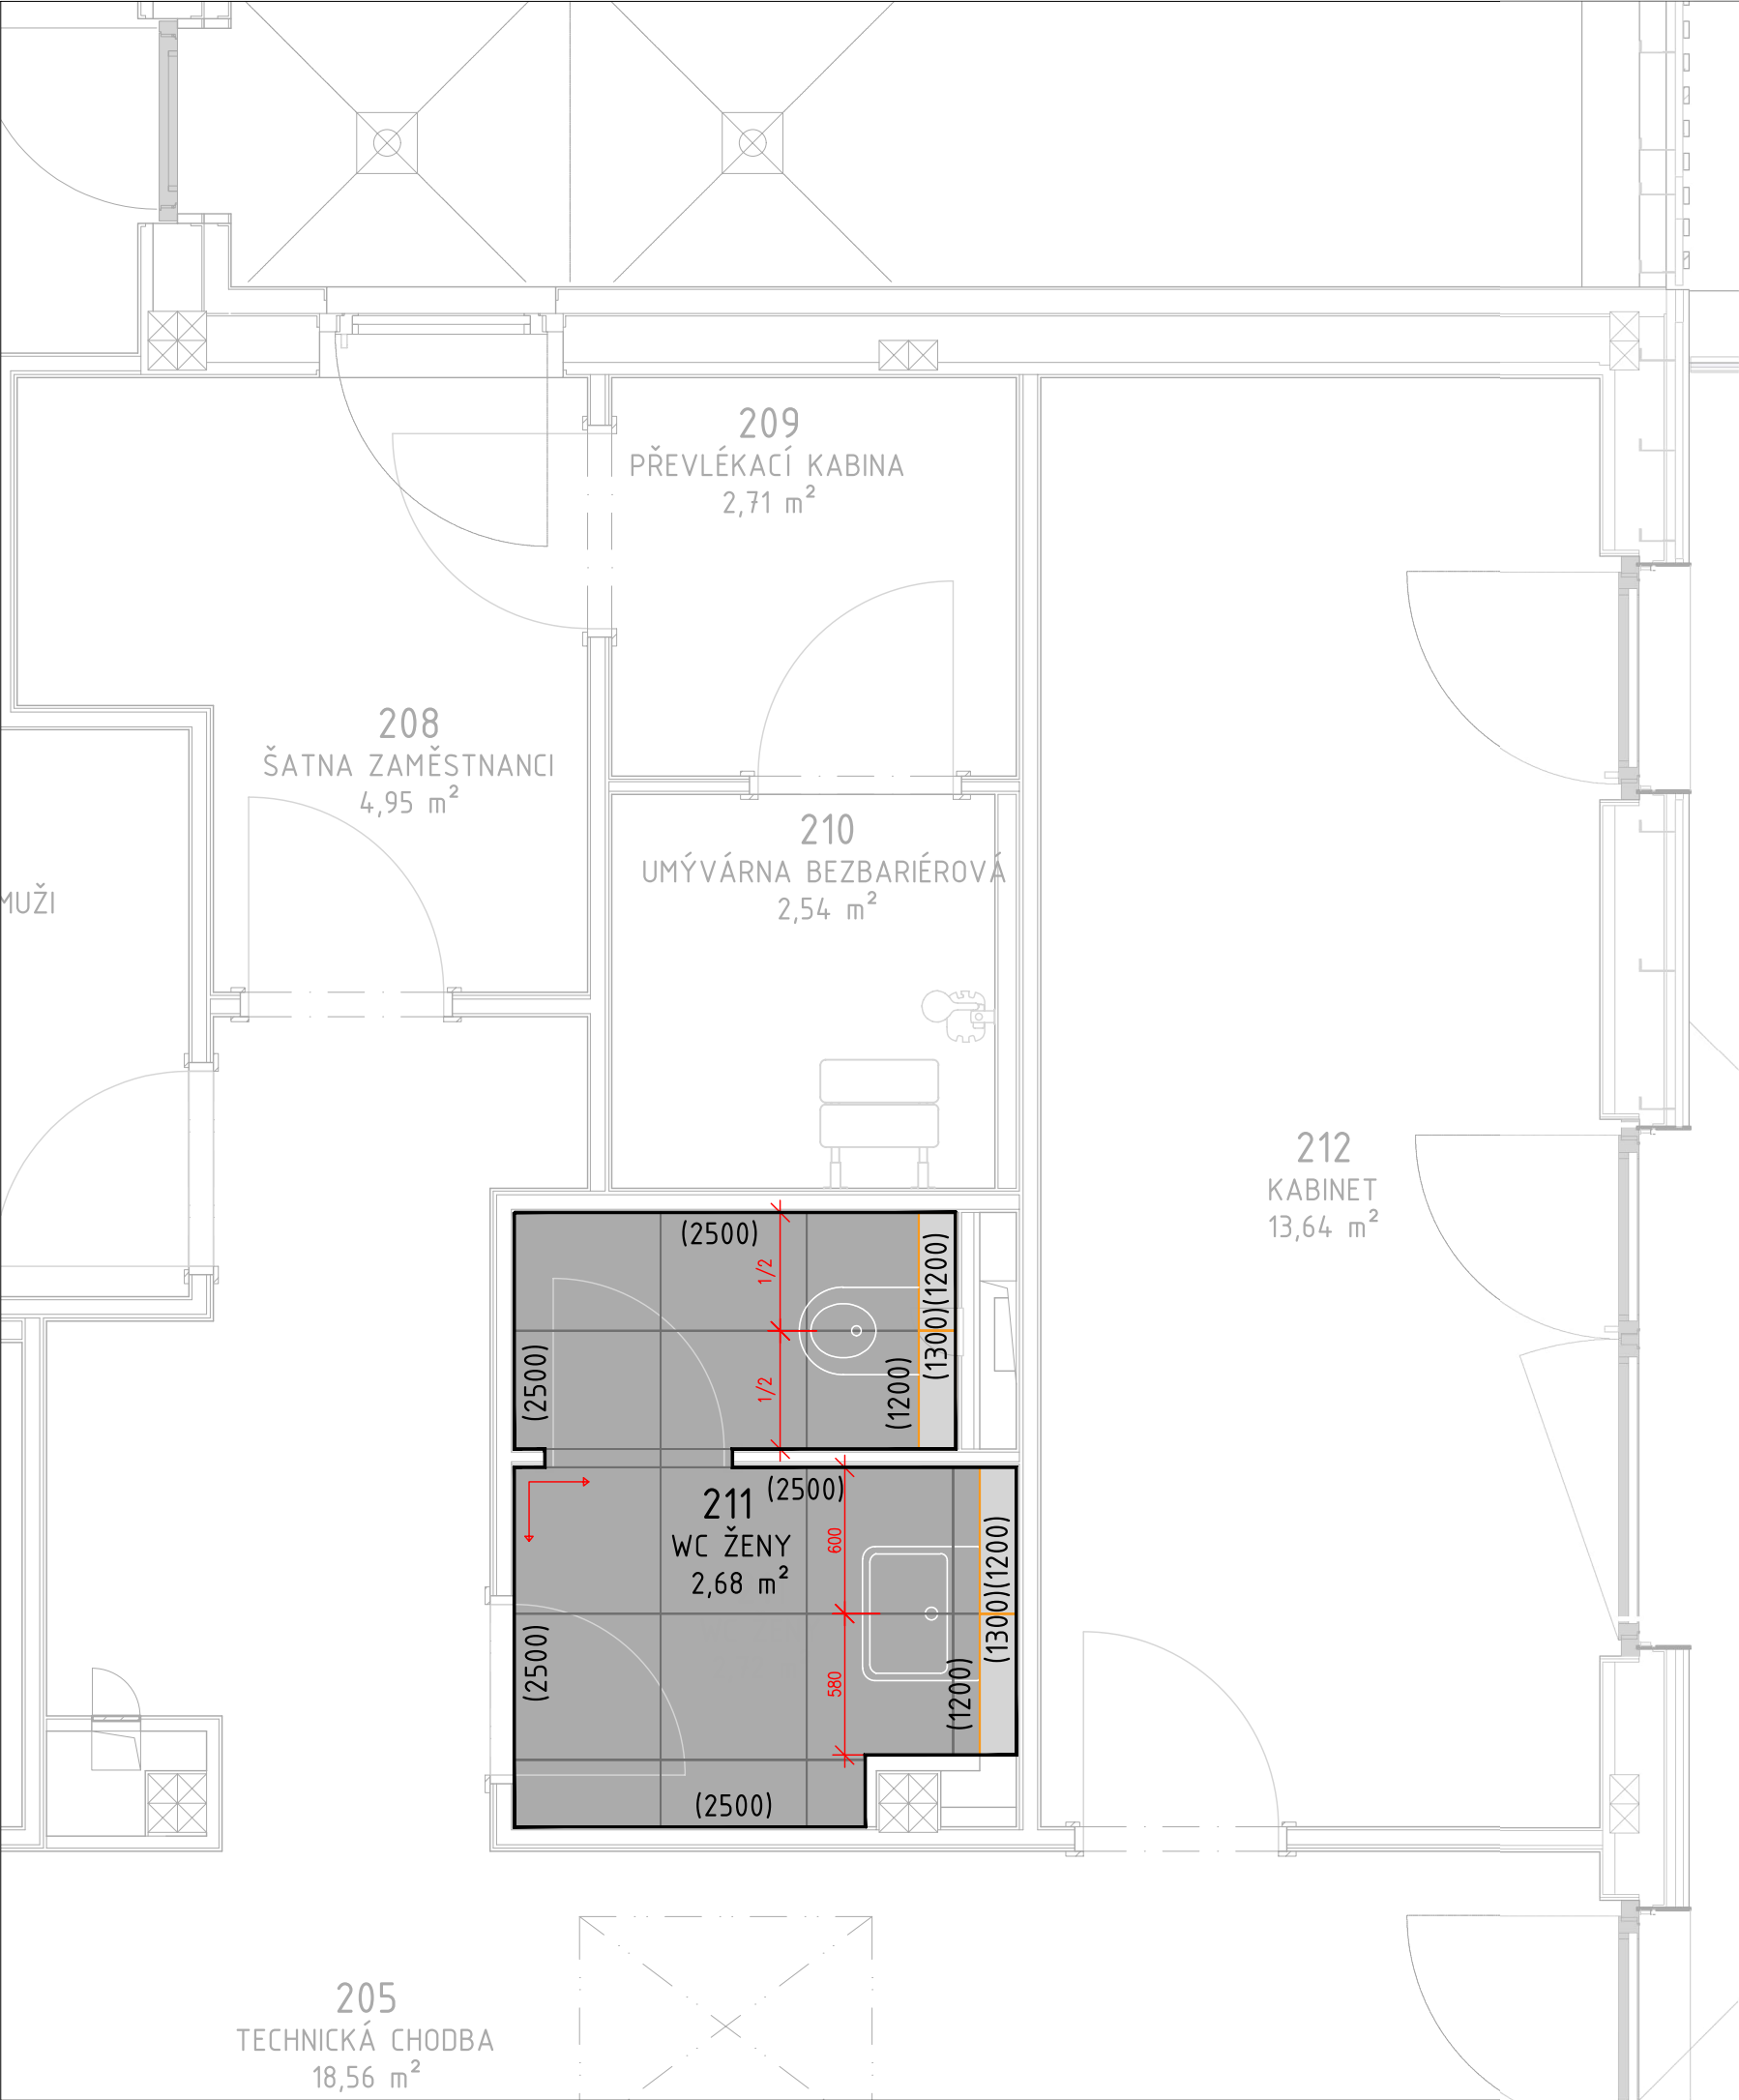 209
PŘEVLÉKACÍ KABINA
2,71 m²
208
ŠATNA ZAMĚSTNANCI
4,95 m²
210
UMÝVÁRNA BEZBARIÉROVÁ
2,54 m²
MUŽI
212
KABINET
13,64 m²
(2500)
1/2
(1300)(1200)
(2500)
1/2
(1200)
211
WC ŽENY
2,68 m²
(2500)
600
(1300)(1200)
(2500)
580
(1200)
(2500)
205
TECHNICKÁ CHODBA
18,56 m²